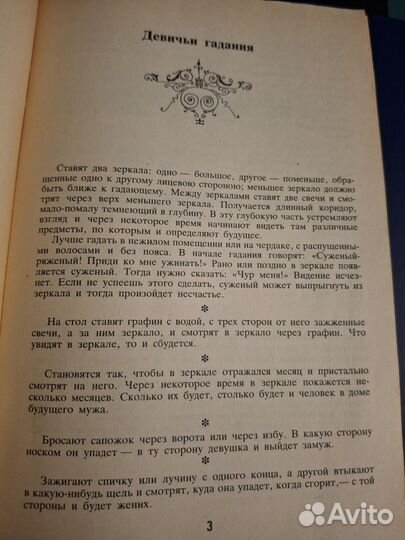 Девичьи гадания
Ставят два зеркала: одно — большое, другое — поменьше, обра-
щенные одно к другому лицевою стороною; меньшее зеркало должно
быть ближе к гадающему. Между зеркалами ставят две свечи и смо-
трят через верх меньшего зеркала. Получается длинный коридор,
мало-помалу темнеющий в глубину. В эту глубокую часть устремляют
взгляд и через некоторое время начинают видеть там различные
предметы, по которым и определяют будущее.
Лучше гадать в нежилом помещении или на чердаке, с распущенны-
ми волосами и без пояса. В начале гадания говорят: «Суженый-
ряженый! Приди ко мне ужинать!» Рано или поздно в зеркале появ-
ляется суженый. Тогда нужно сказать: «Чур меня!» Видение исчез-
нет. Если не успеешь этого сделать, суженый может выпрыгнуть из
зеркала и тогда произойдет несчастье.
*
На стол ставят графин с водой, с трех сторон от него зажженные
свечи, а за ним зеркало, и смотрят в зеркало через графин. Что
увидят в зеркале, то и сбудется.
*
Становятся так, чтобы в зеркале отражался месяц и пристально
смотрят на него. Через некоторое время в зеркале покажется не-
сколько месяцев. Сколько их будет, столько будет и человек в доме
будущего мужа.
*
Бросают сапожок через ворота или через избу. В какую сторону
носком он упадет — в ту сторону девушка и выйдет замуж.
*
Зажигают спичку или лучину с одного конца, а другой втыкают
в какую-нибудь щель и смотрят, куда она упадет, когда сгорит,— с той
стороны и будет жених.
3
Avito